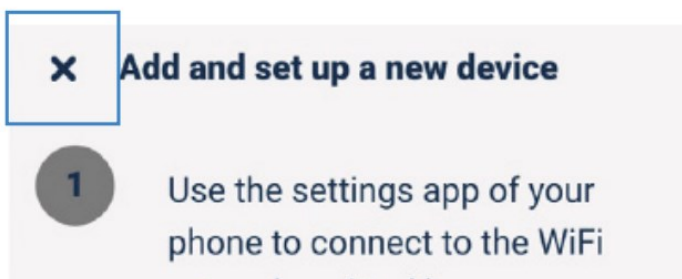 × Add and set up a new device
1 Use the settings app of your
phone to connect to the WiFi